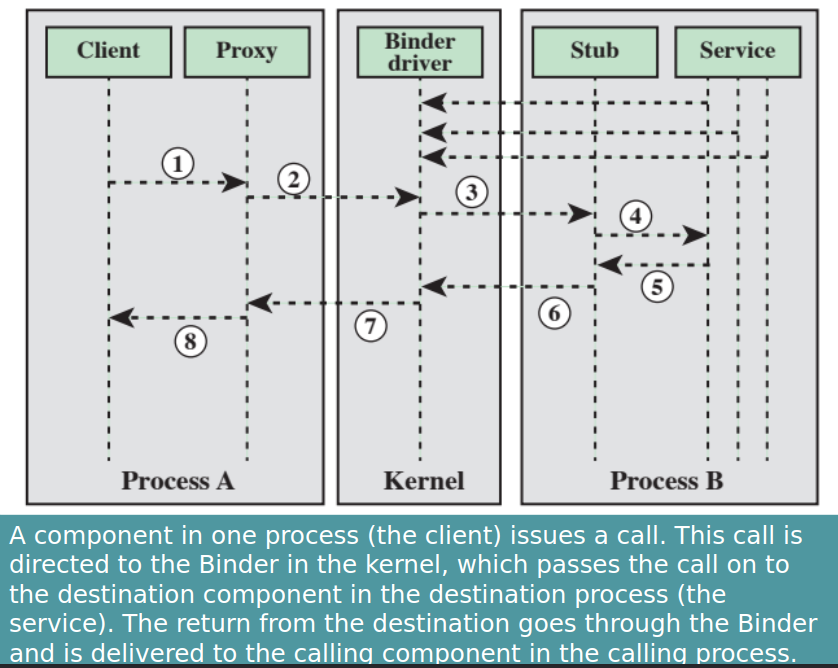 Client
Proxy
Binder
driver
Stub
Service
1
2
3
4
5
6
7
8
Process A
Kernel
Process B
A component in one process (the client) issues a call. This call is
directed to the Binder in the kernel, which passes the call on to
the destination component in the destination process (the
service). The return from the destination goes through the Binder
and is delivered to the calling component in the calling process.